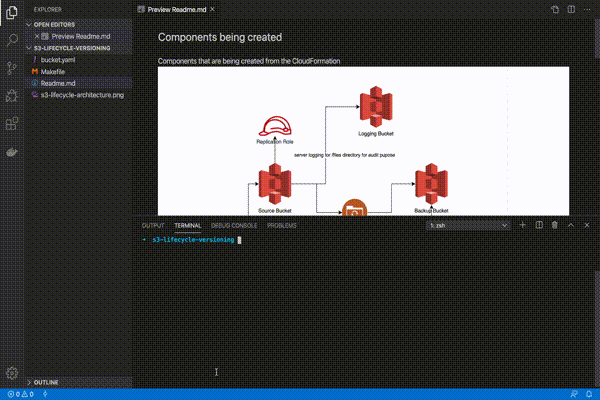 EXPLORER
OPEN EDITORS
Preview Readme.md
S3-LIFECYCLE-VERSIONING
bucket.yaml
Makefile
Readme.md
s3-lifecycle-architecture.png
OUTLINE
Preview Readme.md
Components being created
Components that are being created from the CloudFormation
Logging Bucket
Replication Role
server logging for /files directory for audit pupose
Source Bucket
Backup Bucket
OUTPUT TERMINAL DEBUG CONSOLE PROBLEMS 1: zsh
s3-lifecycle-versioning
0 0